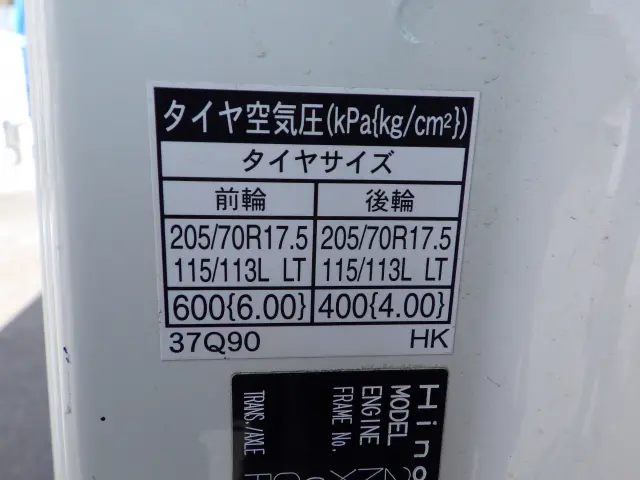 タイヤ空気圧(kPa{kg/cm²})
タイヤサイズ
前輪 後輪
205/70R17.5 205/70R17.5
115/113L LT 115/113L LT
600{6.00} 400{4.00}
37Q90 HK
Hino
MODEL
ENGINE
FRAME No.
TRANS./AXLE